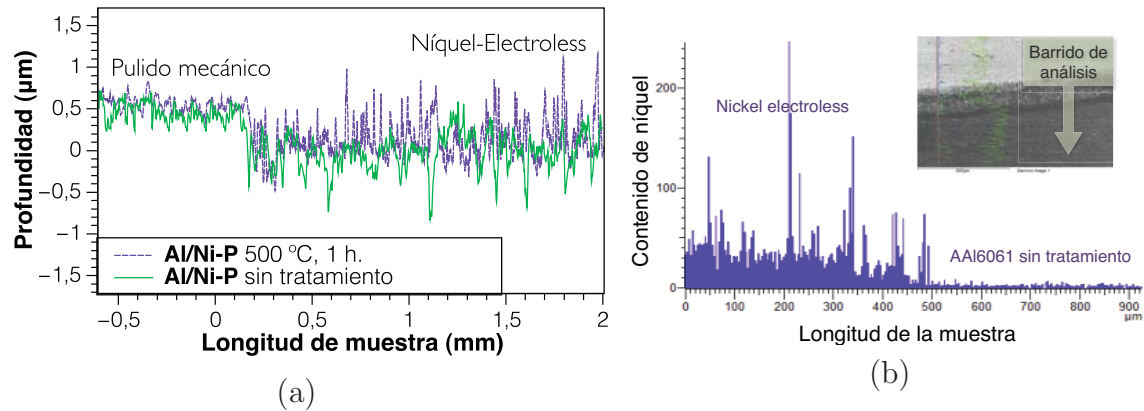 1,5
1
0,5
0
−0,5
−1
−1,5
Profundidad (µm)
Pulido mecánico
Níquel-Electroless
Al/Ni-P 500 ºC, 1 h.
Al/Ni-P sin tratamiento
−0,5 0 0,5 1 1,5 2
Longitud de muestra (mm)
(a)
Contenido de níquel
200
100
0
Nickel electroless
Barrido de
análisis
AAl6061 sin tratamiento
0 100 200 300 400 500 600 700 800 900
µm
Longitud de la muestra
(b)